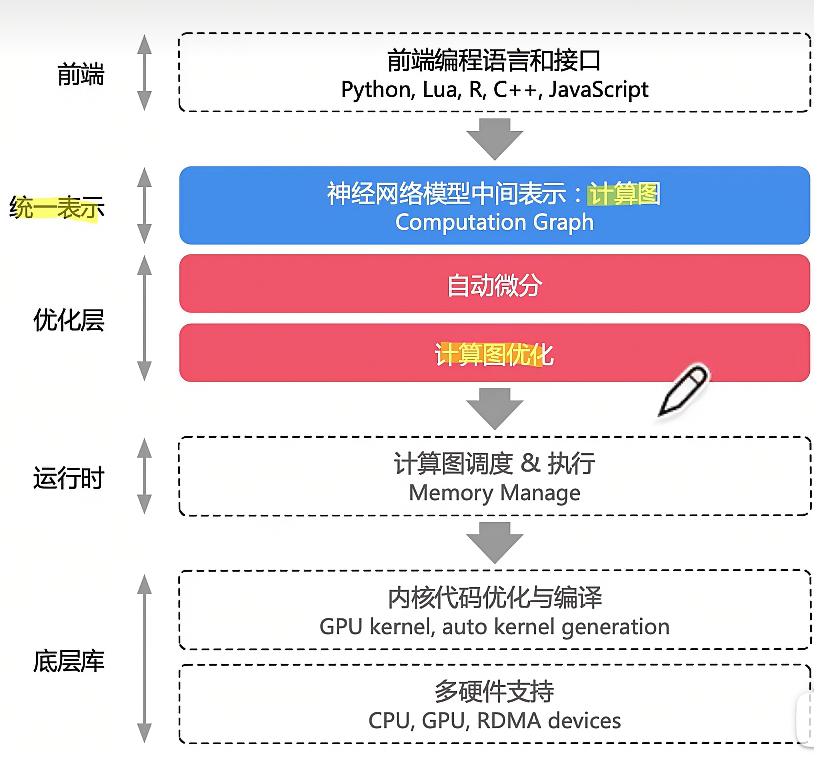 前端
前端编程语言和接口
Python, Lua, R, C++, JavaScript
统一表示
神经网络模型中间表示：计算图
Computation Graph
优化层
自动微分
计算图优化
运行时
计算图调度 & 执行
Memory Manage
底层库
内核代码优化与编译
GPU kernel, auto kernel generation
多硬件支持
CPU, GPU, RDMA devices